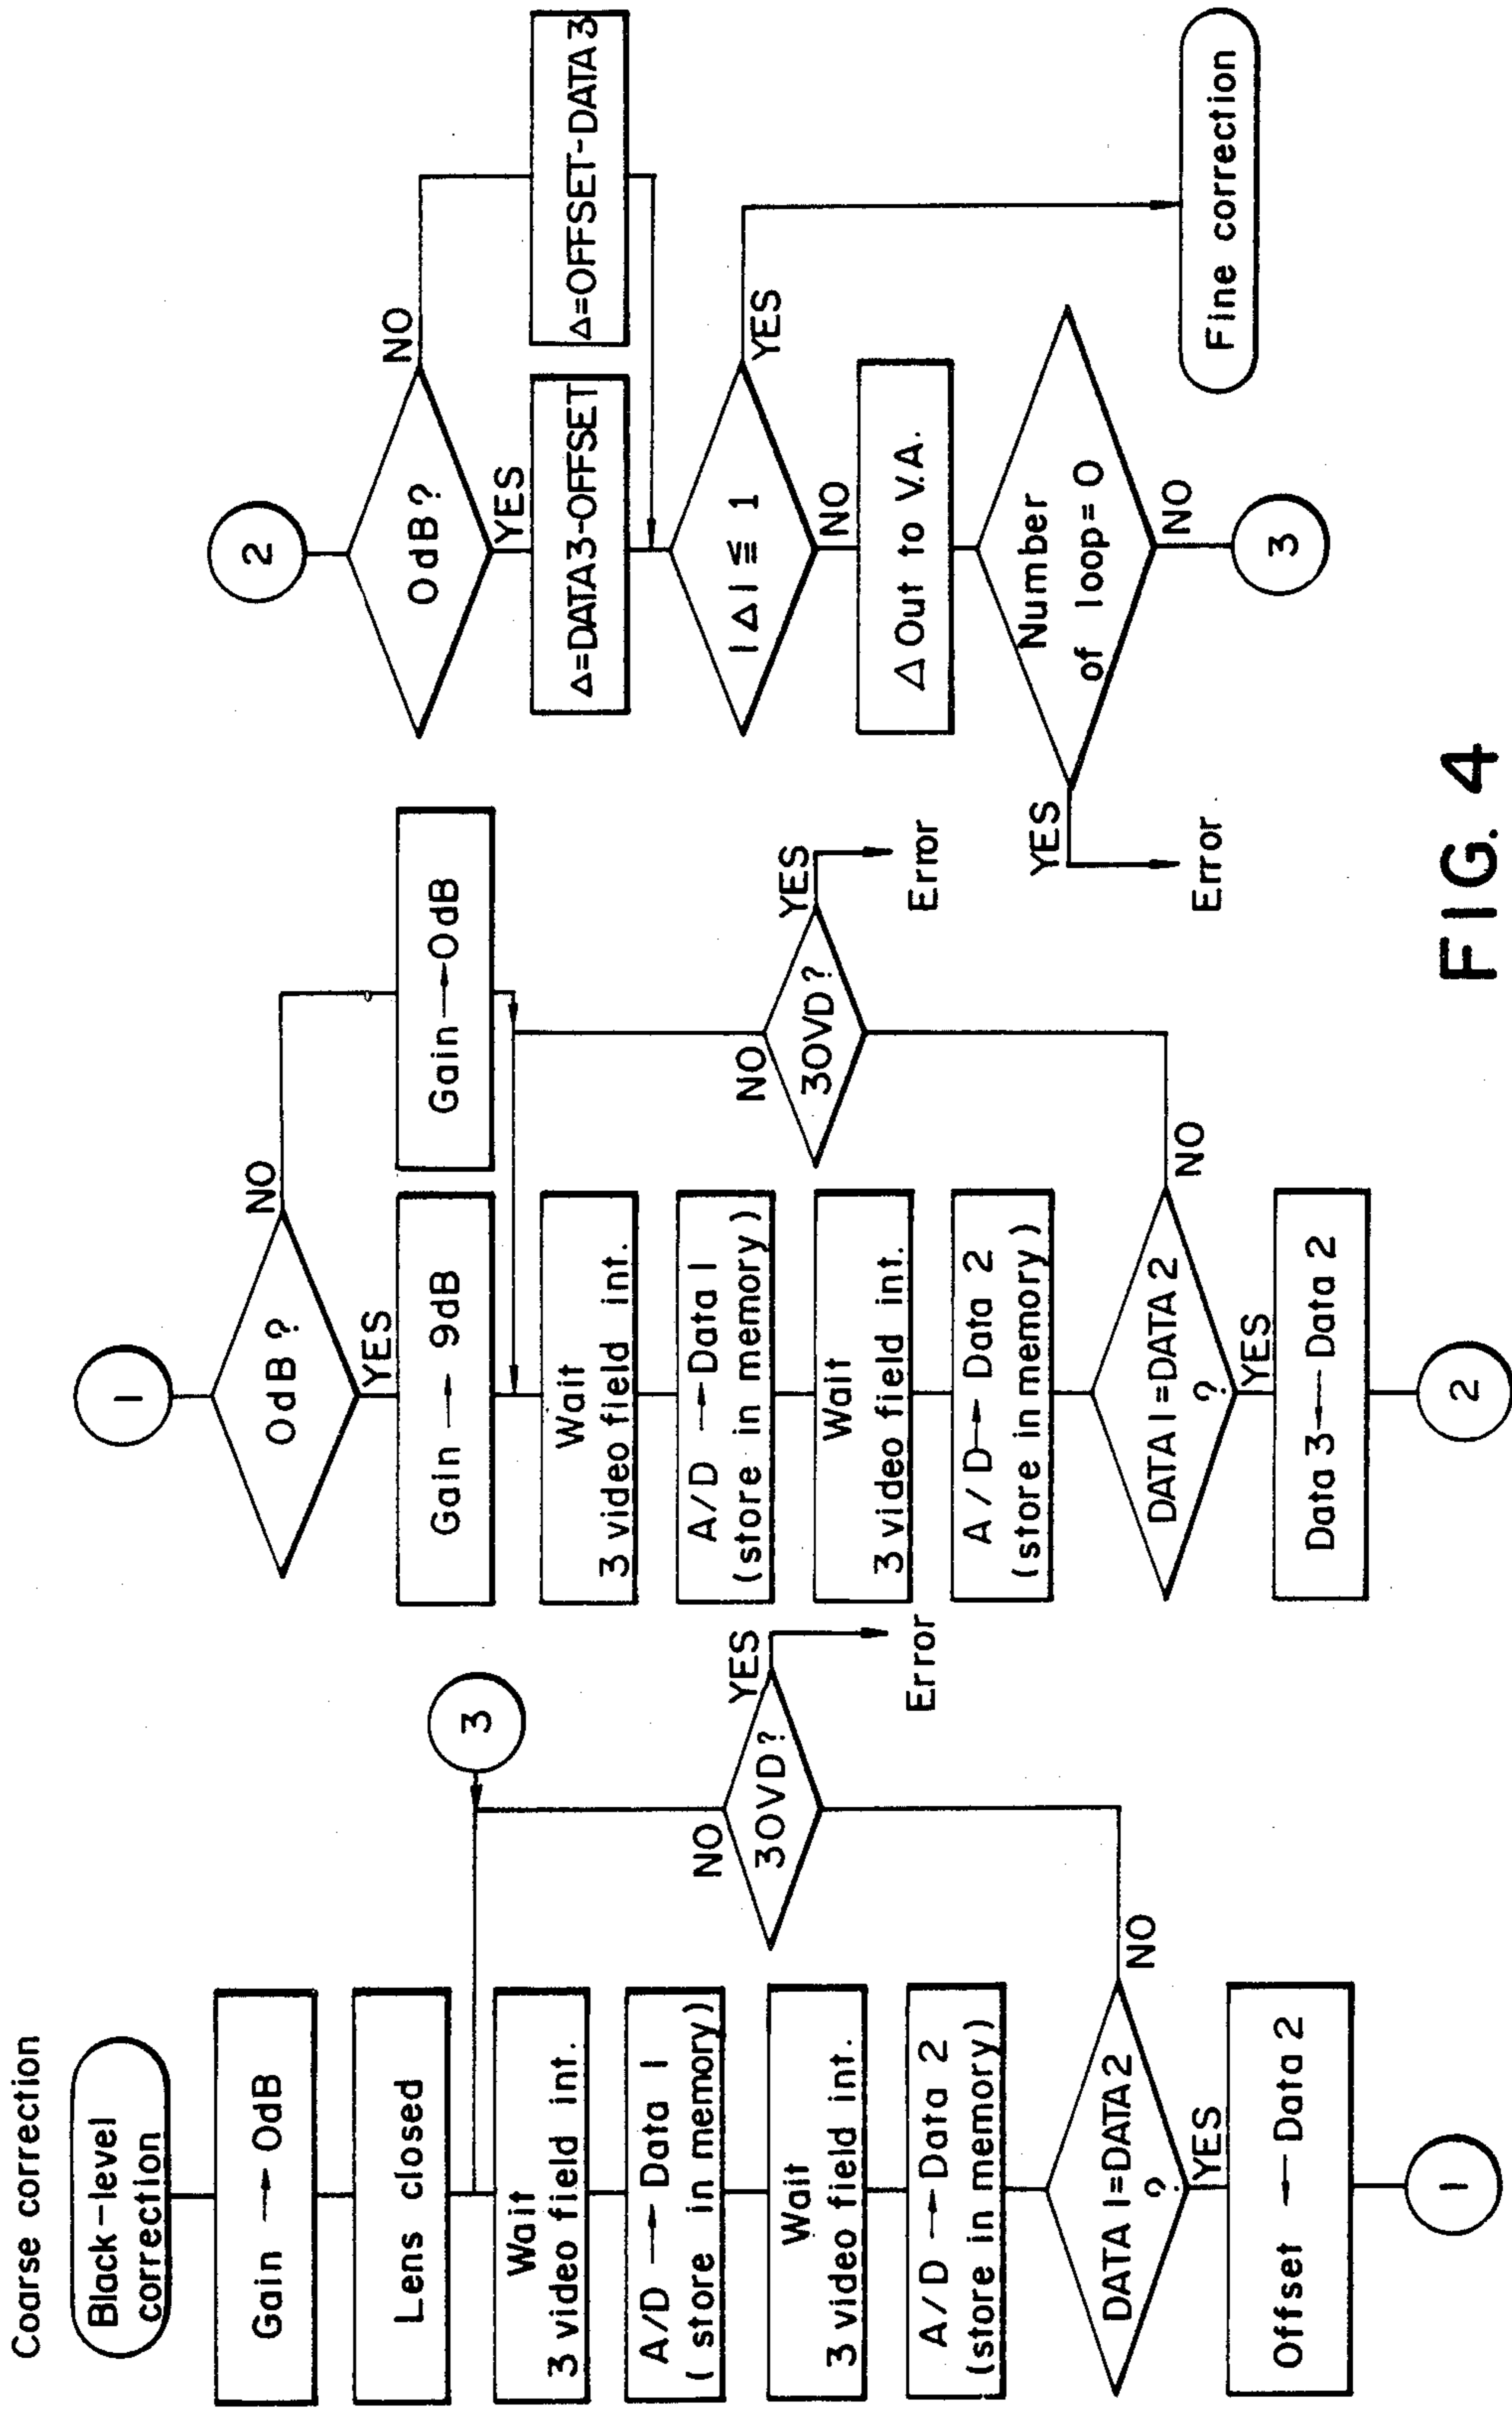 Coarse correction
Black-level
correction
Gain → 0dB
Lens closed
3
Wait
3 video field int.
A/D → Data 1
(store in memory)
Wait
3 video field int.
A/D → Data 2
(store in memory)
DATA 1=DATA2
?
NO
30VD?
NO
YES
Error
YES
Offset ← Data 2
1
1
0dB?
NO
YES
Gain → 9dB
Gain → 0dB
Wait
3 video field int.
A/D → Data 1
(store in memory)
Wait
3 video field int.
A/D → Data 2
(store in memory)
DATA 1=DATA 2
?
NO
30VD?
NO
YES
Error
YES
Data 3 ← Data 2
2
2
0dB?
NO
YES
Δ=DATA3-OFFSET
Δ=OFFSET-DATA3
|Δ| ≦ 1
YES
NO
Δ Out to V.A.
Number
of loop=0
YES
Error
NO
3
Fine correction
FIG. 4